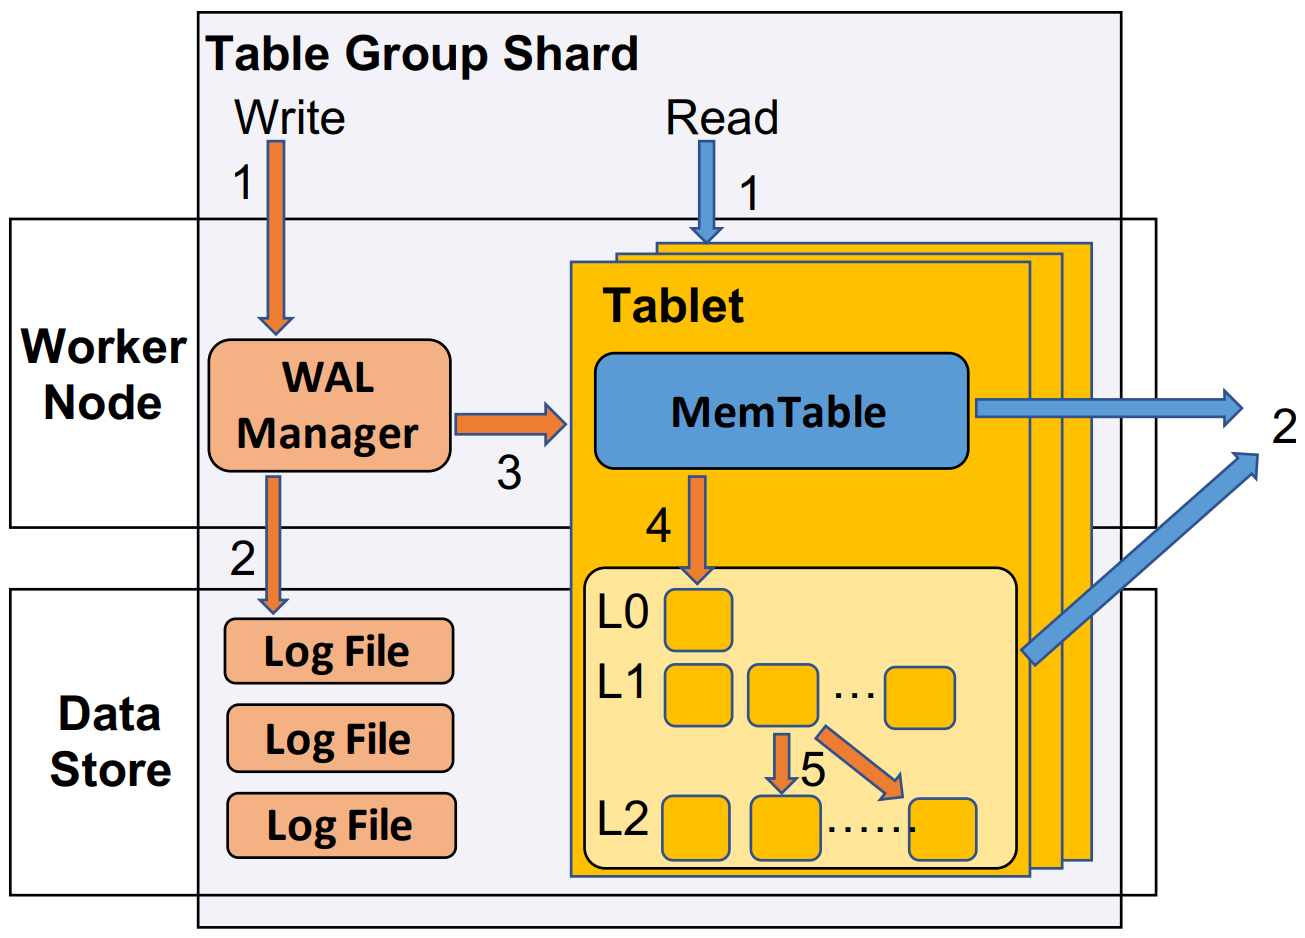 Table Group Shard
Write
Read
1
1
Tablet
Worker
Node
WAL
Manager
MemTable
2
3
4
2
L0
Log File
L1
...
Data
Store
Log File
5
L2
......
Log File